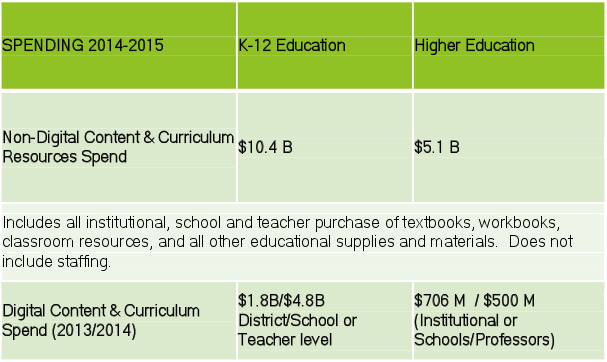 SPENDING 2014-2015 K-12 Education Higher Education
Non-Digital Content & Curriculum
Resources Spend $10.4 B $5.1 B
Includes all institutional, school and teacher purchase of textbooks, workbooks,
classroom resources, and all other educational supplies and materials. Does not
include staffing.
Digital Content & Curriculum
Spend (2013/2014)
$1.8B/$4.8B
District/School or
Teacher level
$706 M / $500 M
(Institutional or
Schools/Professors)